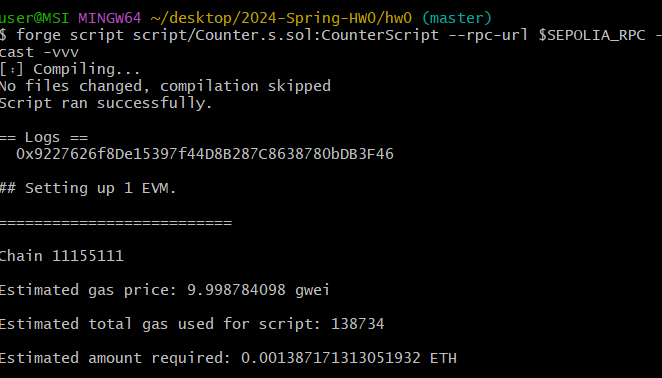 user@MSI MINGW64 ~/desktop/2024-Spring-HW0/hw0 (master)
$ forge script script/Counter.s.sol:CounterScript --rpc-url $SEPOLIA_RPC -
cast -vvv
[⠰] Compiling...
No files changed, compilation skipped
Script ran successfully.
== Logs ==
0x9227626f8De15397f44D8B287C8638780bDB3F46
## Setting up 1 EVM.
==========================
Chain 11155111
Estimated gas price: 9.998784098 gwei
Estimated total gas used for script: 138734
Estimated amount required: 0.001387171313051932 ETH